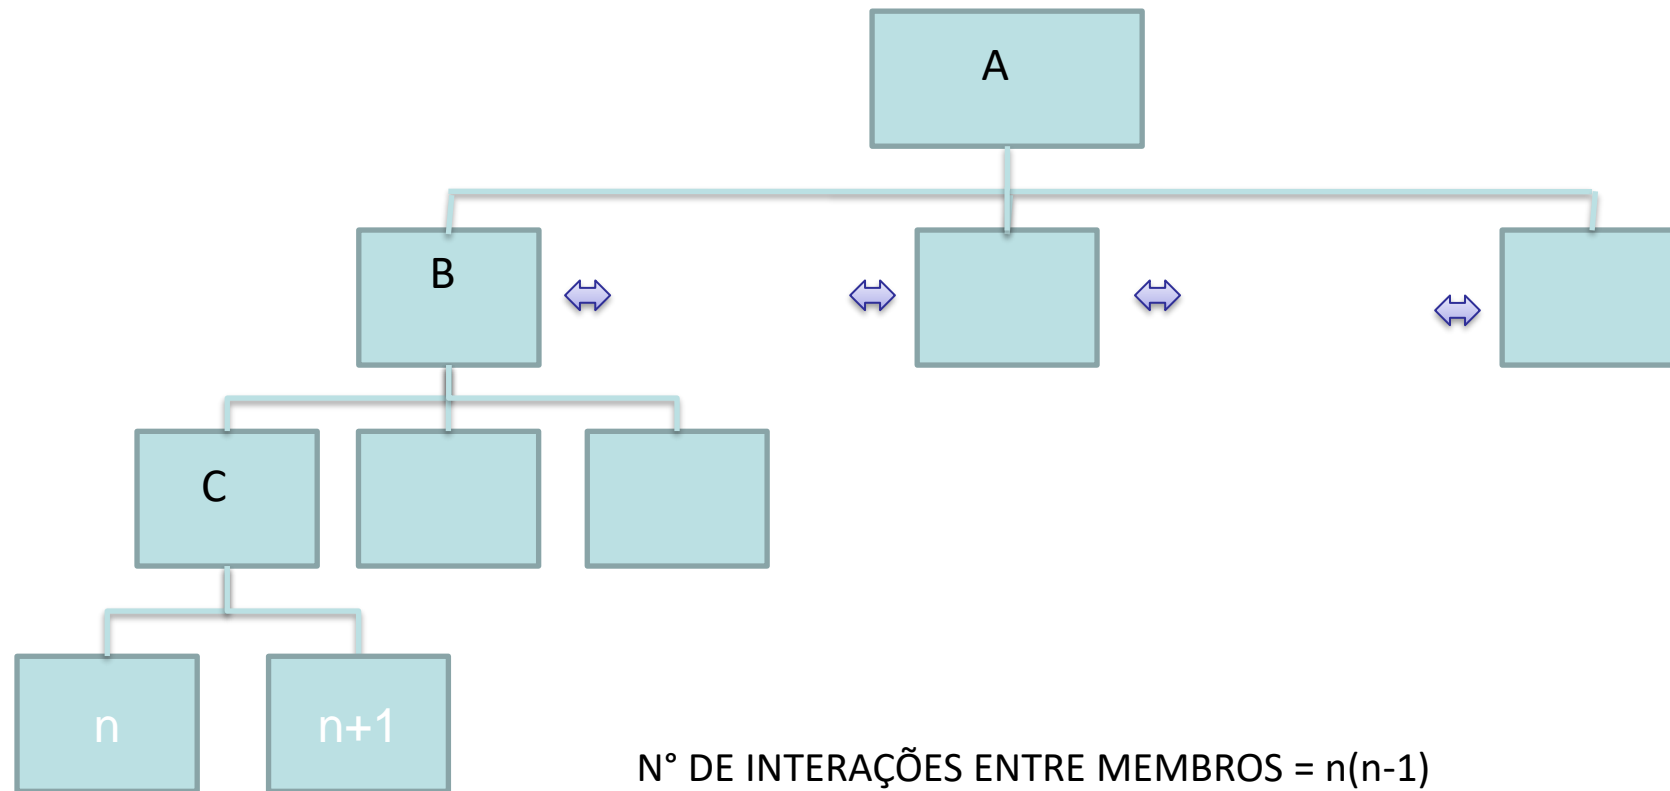 A
B
C
n
n+1
N° DE INTERAÇÕES ENTRE MEMBROS = n(n-1)